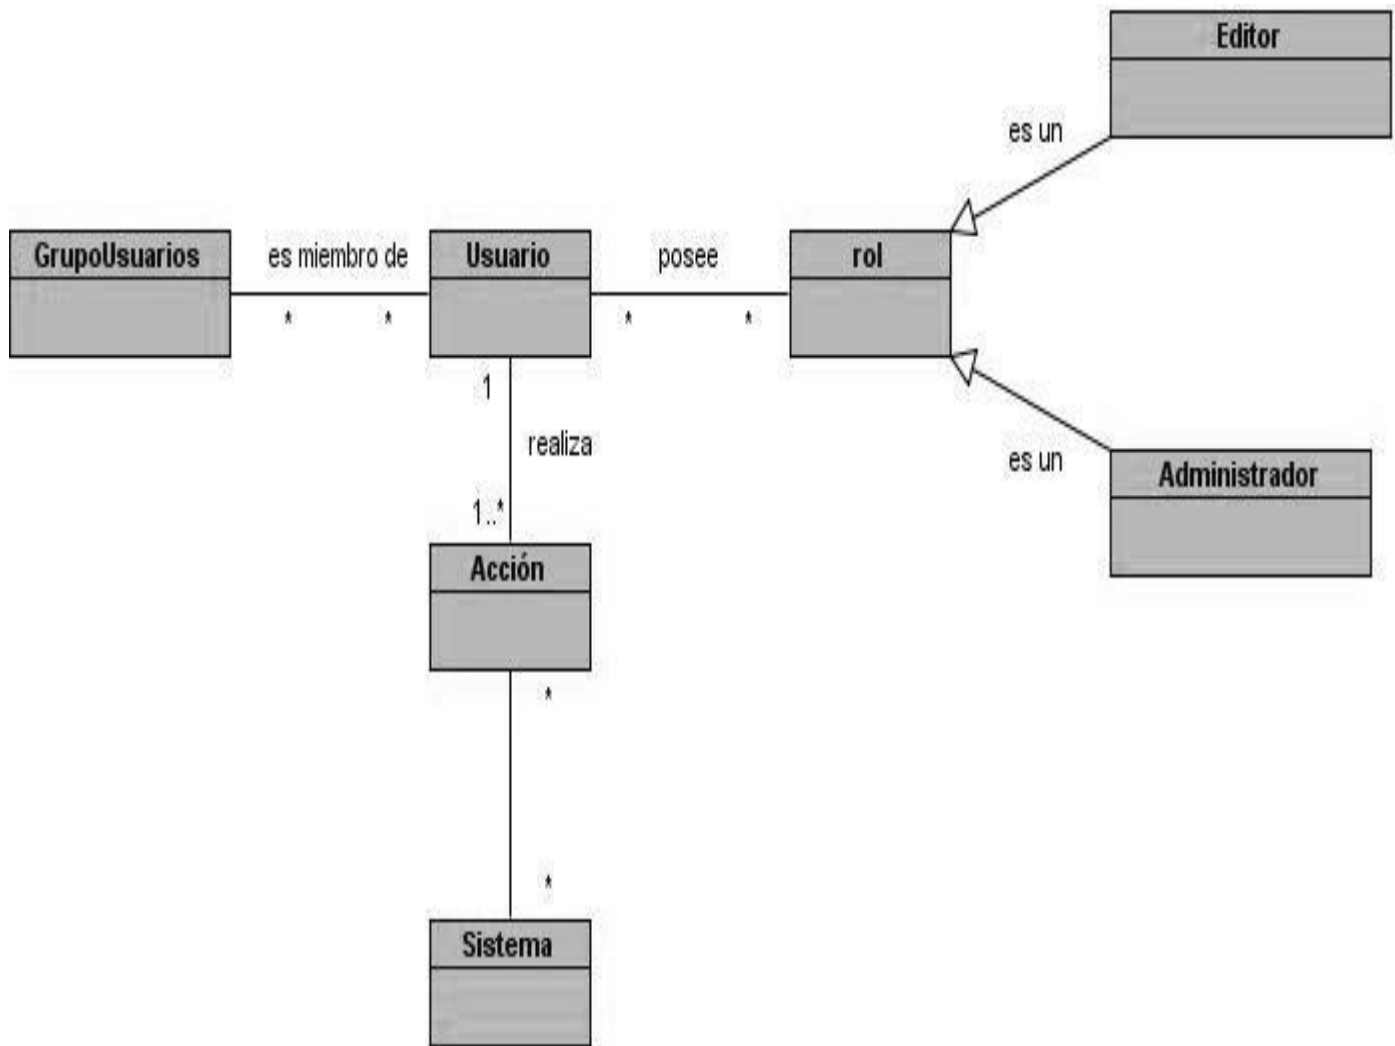 Editor
es un
GrupoUsuarios
es miembro de
Usuario
posee
rol
* *
* *
1
realiza
es un
Administrador
1..*
Acción
*
*
Sistema